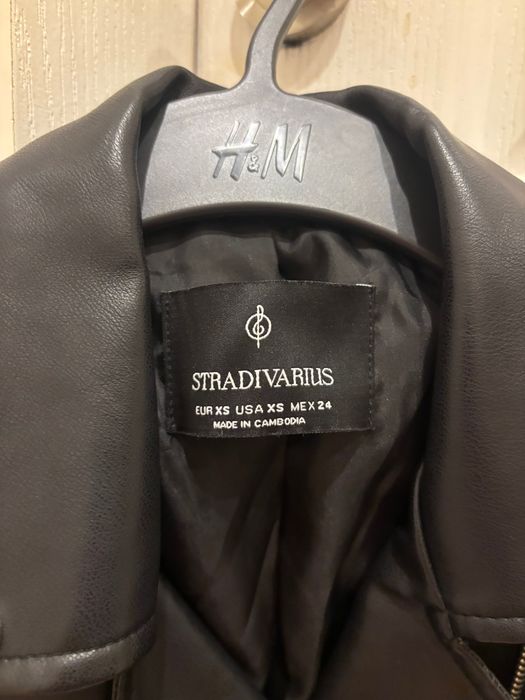 H&M
STRADIVARIUS
EUR XS USA XS MEX 24
MADE IN CAMBODIA